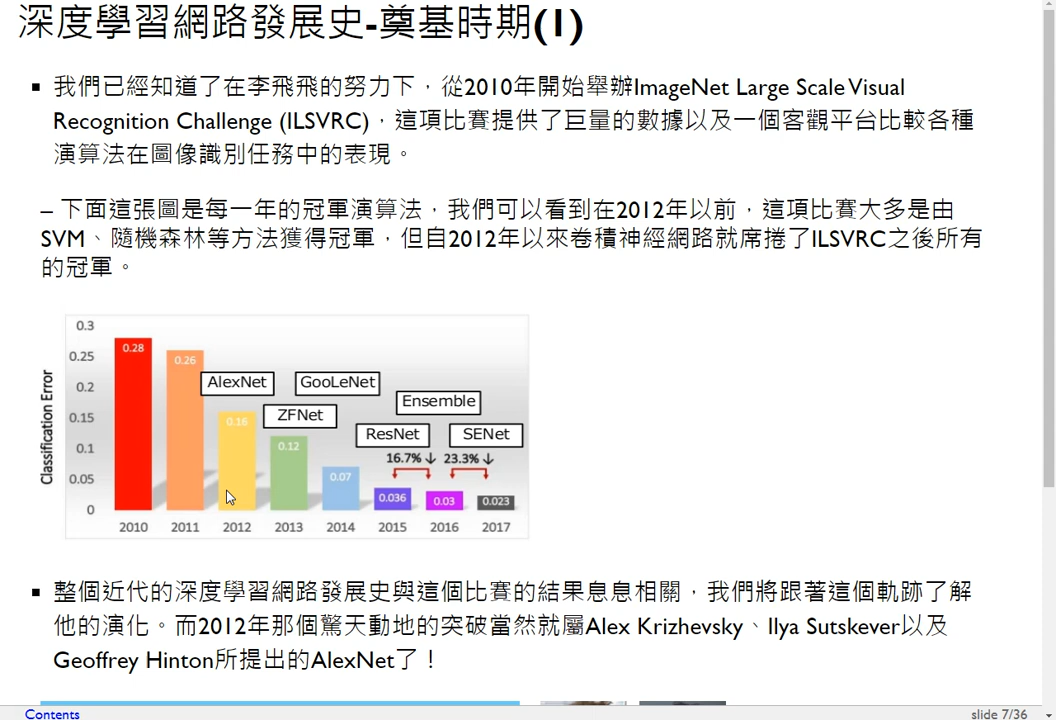 深度學習網路發展史-奠基時期(1)
▪ 我們已經知道了在李飛飛的努力下，從2010年開始舉辦ImageNet Large Scale Visual
Recognition Challenge (ILSVRC)，這項比賽提供了巨量的數據以及一個客觀平台比較各種
演算法在圖像識別任務中的表現。
– 下面這張圖是每一年的冠軍演算法，我們可以看到在2012年以前，這項比賽大多是由
SVM、隨機森林等方法獲得冠軍，但自2012年以來卷積神經網路就席捲了ILSVRC之後所有
的冠軍。
Classification Error
0.3
0.25
0.2
0.15
0.1
0.05
0
0.28
0.26
0.16
0.12
0.07
0.036
0.03
0.023
AlexNet
GooLeNet
ZFNet
Ensemble
ResNet
SENet
16.7% ↓ 23.3% ↓
2010 2011 2012 2013 2014 2015 2016 2017
▪ 整個近代的深度學習網路發展史與這個比賽的結果息息相關，我們將跟著這個軌跡了解
他的演化。而2012年那個驚天動地的突破當然就屬Alex Krizhevsky、Ilya Sutskever以及
Geoffrey Hinton所提出的AlexNet了！
Contents
slide 7/36